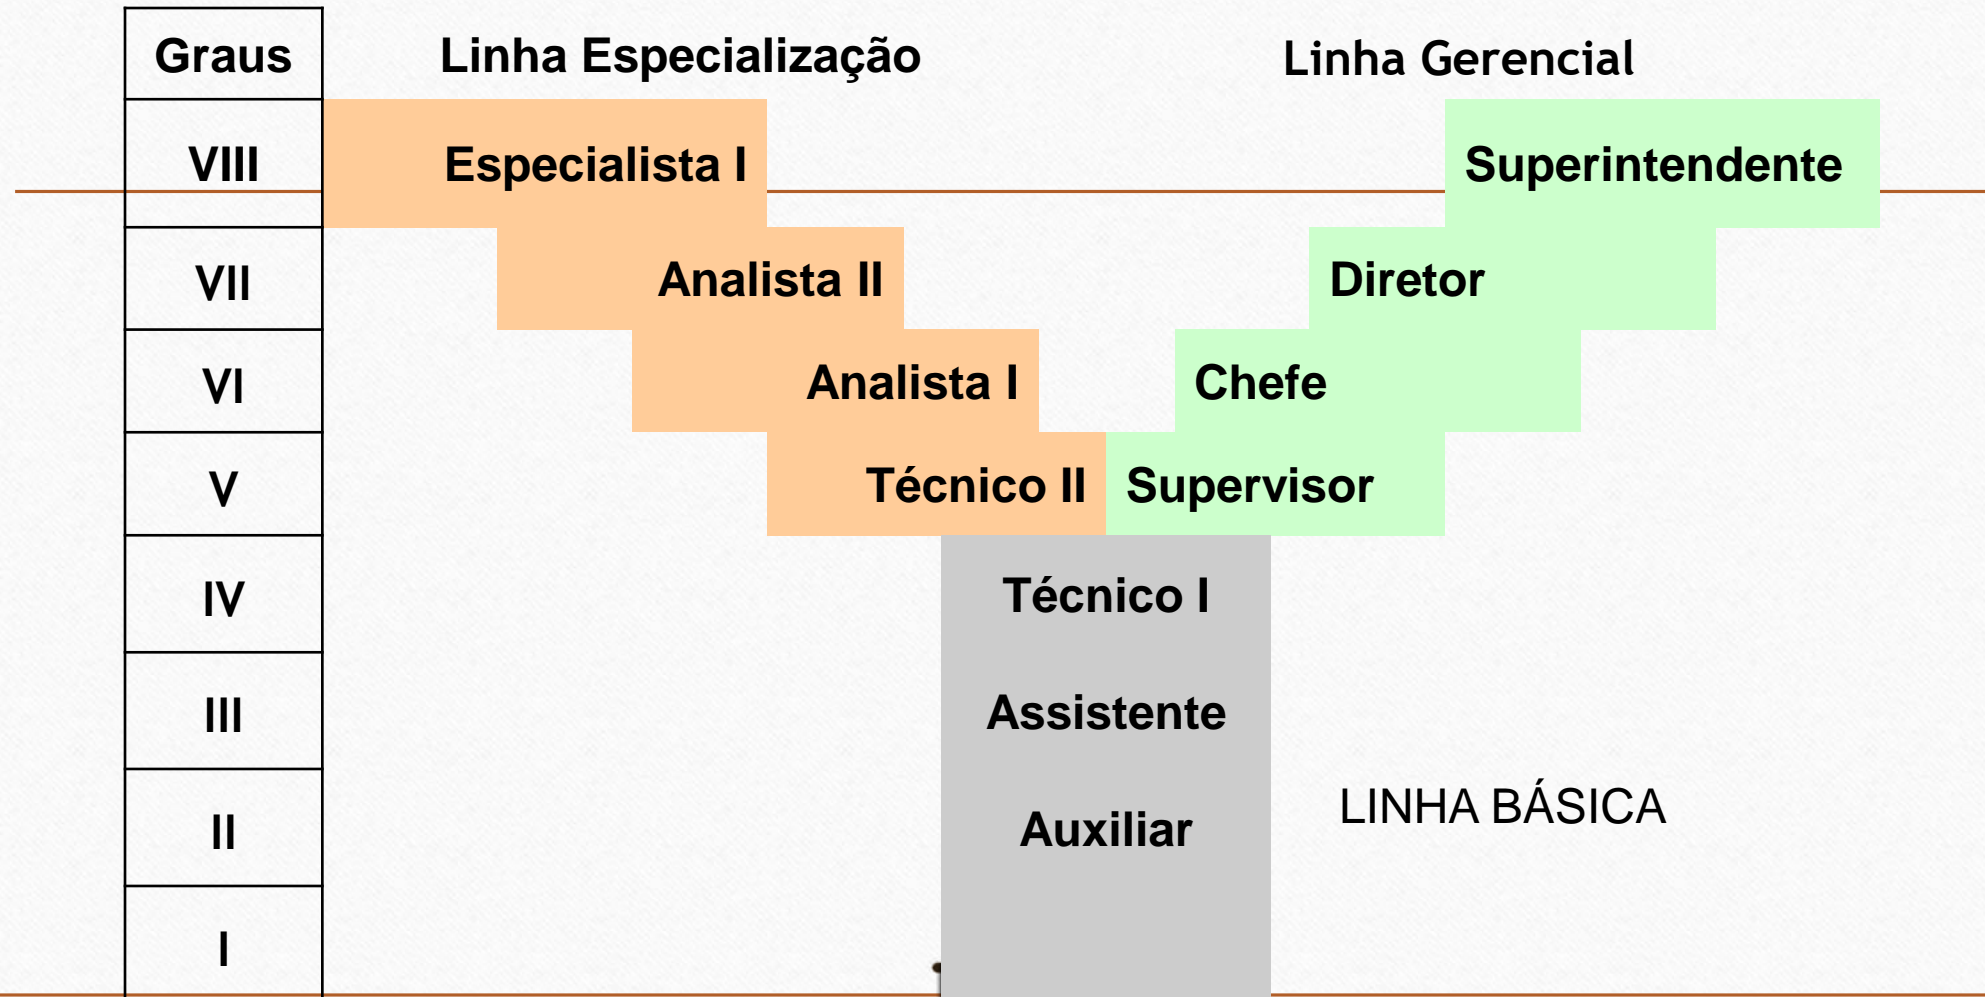 Graus Linha Especialização Linha Gerencial
VIII Especialista I Superintendente
VII Analista II Diretor
VI Analista I Chefe
V Técnico II Supervisor
IV Técnico I
III Assistente
LINHA BÁSICA
II Auxiliar
I